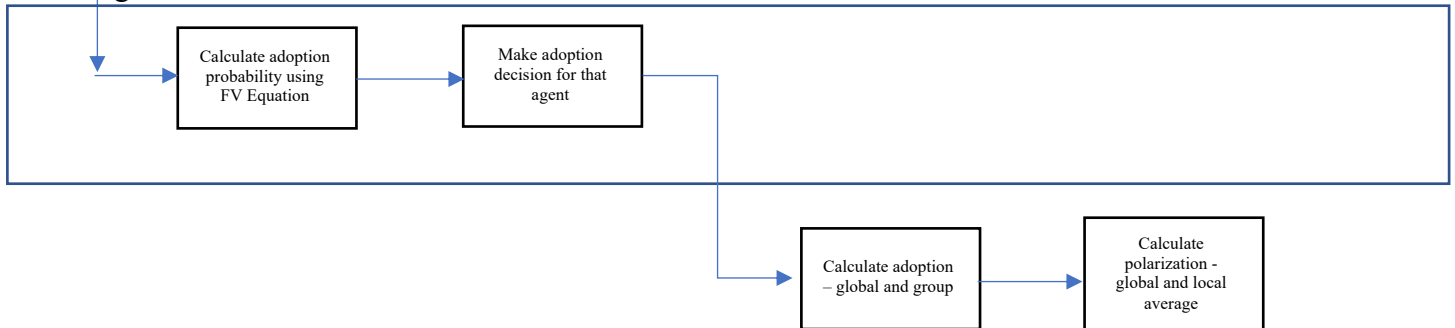 Calculate adoption
probability using
FV Equation
Make adoption
decision for that
agent
Calculate adoption
– global and group
Calculate
polarization -
global and local
average